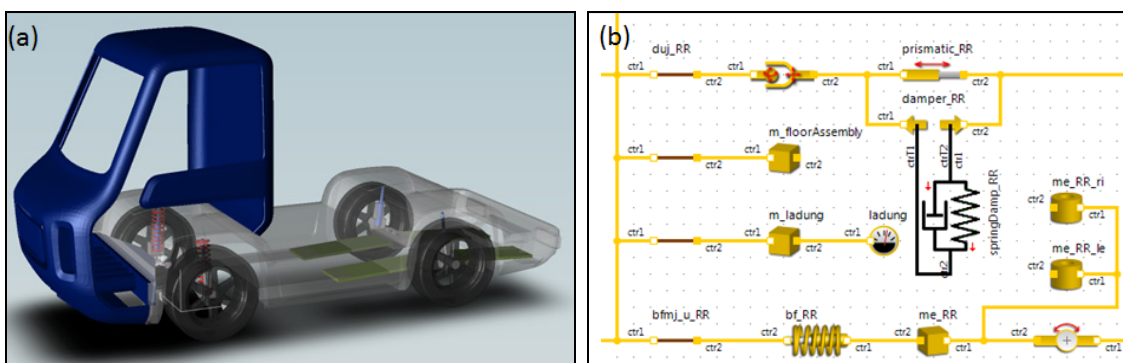 (a)
(b)
duj_RR
prismatic_RR
ctr1
ctr2
ctr1
ctr2
ctr1
ctr2
damper_RR
ctr1
ctr2
ctrT1
ctrT2
ctr1
m_floorAssembly
ctr1
ctr2
ctr1
ctr2
springDamp_RR
me_RR_ri
ctr2
ctr1
m_ladung
ladung
ctr1
ctr2
ctr1
ctr2
ctr1
me_RR_le
ctr2
ctr1
ctr2
bfmj_u_RR
bf_RR
me_RR
ctr1
ctr2
ctr2
ctr1
ctr2
ctr1
ctr2
ctr1